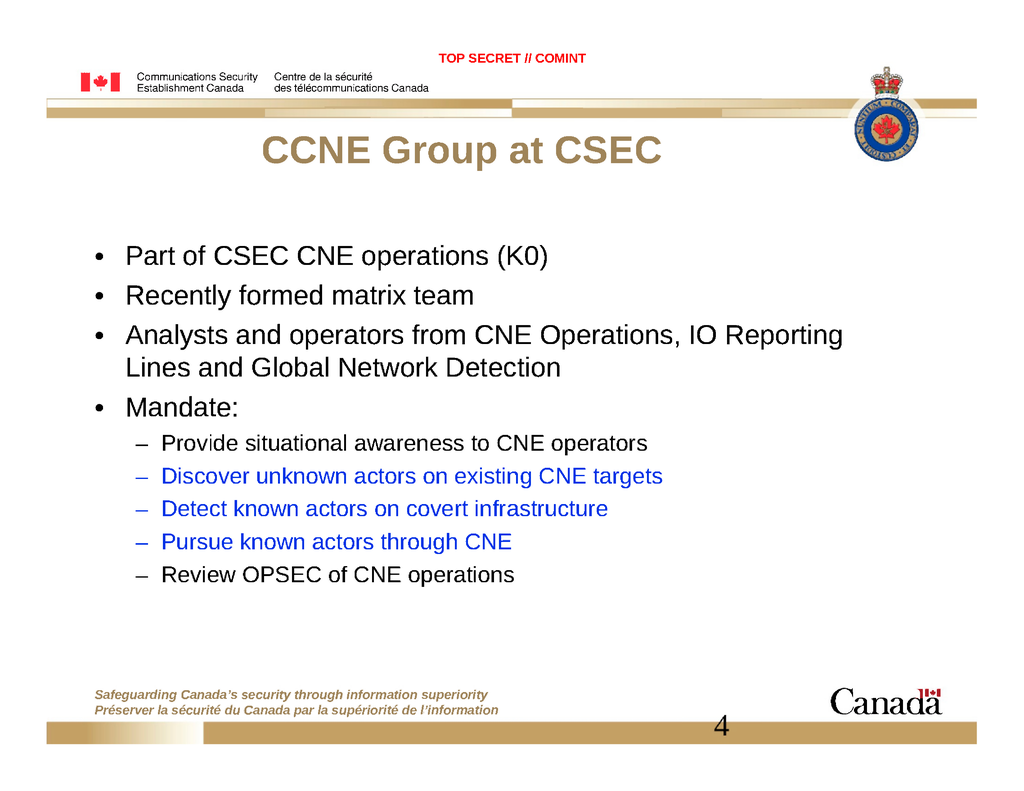 TOP SECRET // COMINT
Communications Security
Establishment Canada
Centre de la sécurité
des télécommunications Canada
CCNE Group at CSEC
• Part of CSEC CNE operations (K0)
• Recently formed matrix team
• Analysts and operators from CNE Operations, IO Reporting
Lines and Global Network Detection
• Mandate:
– Provide situational awareness to CNE operators
– Discover unknown actors on existing CNE targets
– Detect known actors on covert infrastructure
– Pursue known actors through CNE
– Review OPSEC of CNE operations
Safeguarding Canada's security through information superiority
Préserver la sécurité du Canada par la supériorité de l'information
Canada
4